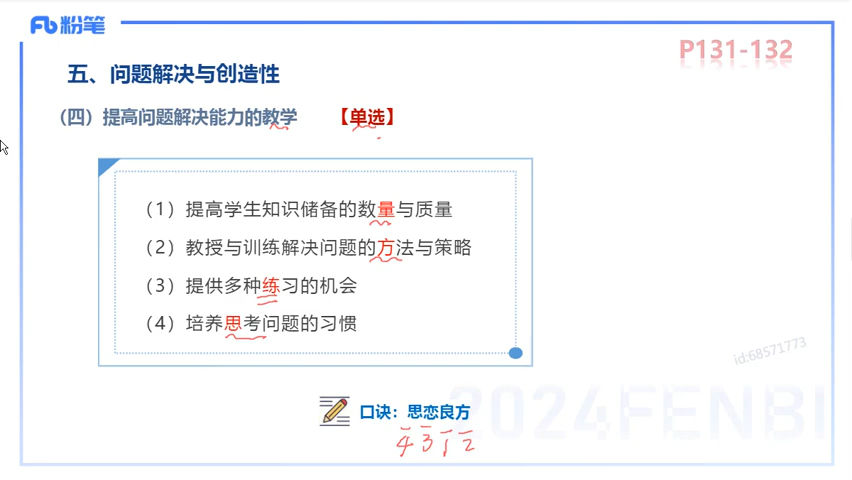 粉笔
P131-132
五、问题解决与创造性
（四）提高问题解决能力的教学 【单选】
（1）提高学生知识储备的数量与质量
（2）教授与训练解决问题的方法与策略
（3）提供多种练习的机会
（4）培养思考问题的习惯
id:68571773
口诀：思恋良方
4 3 1 2
2024FENBI